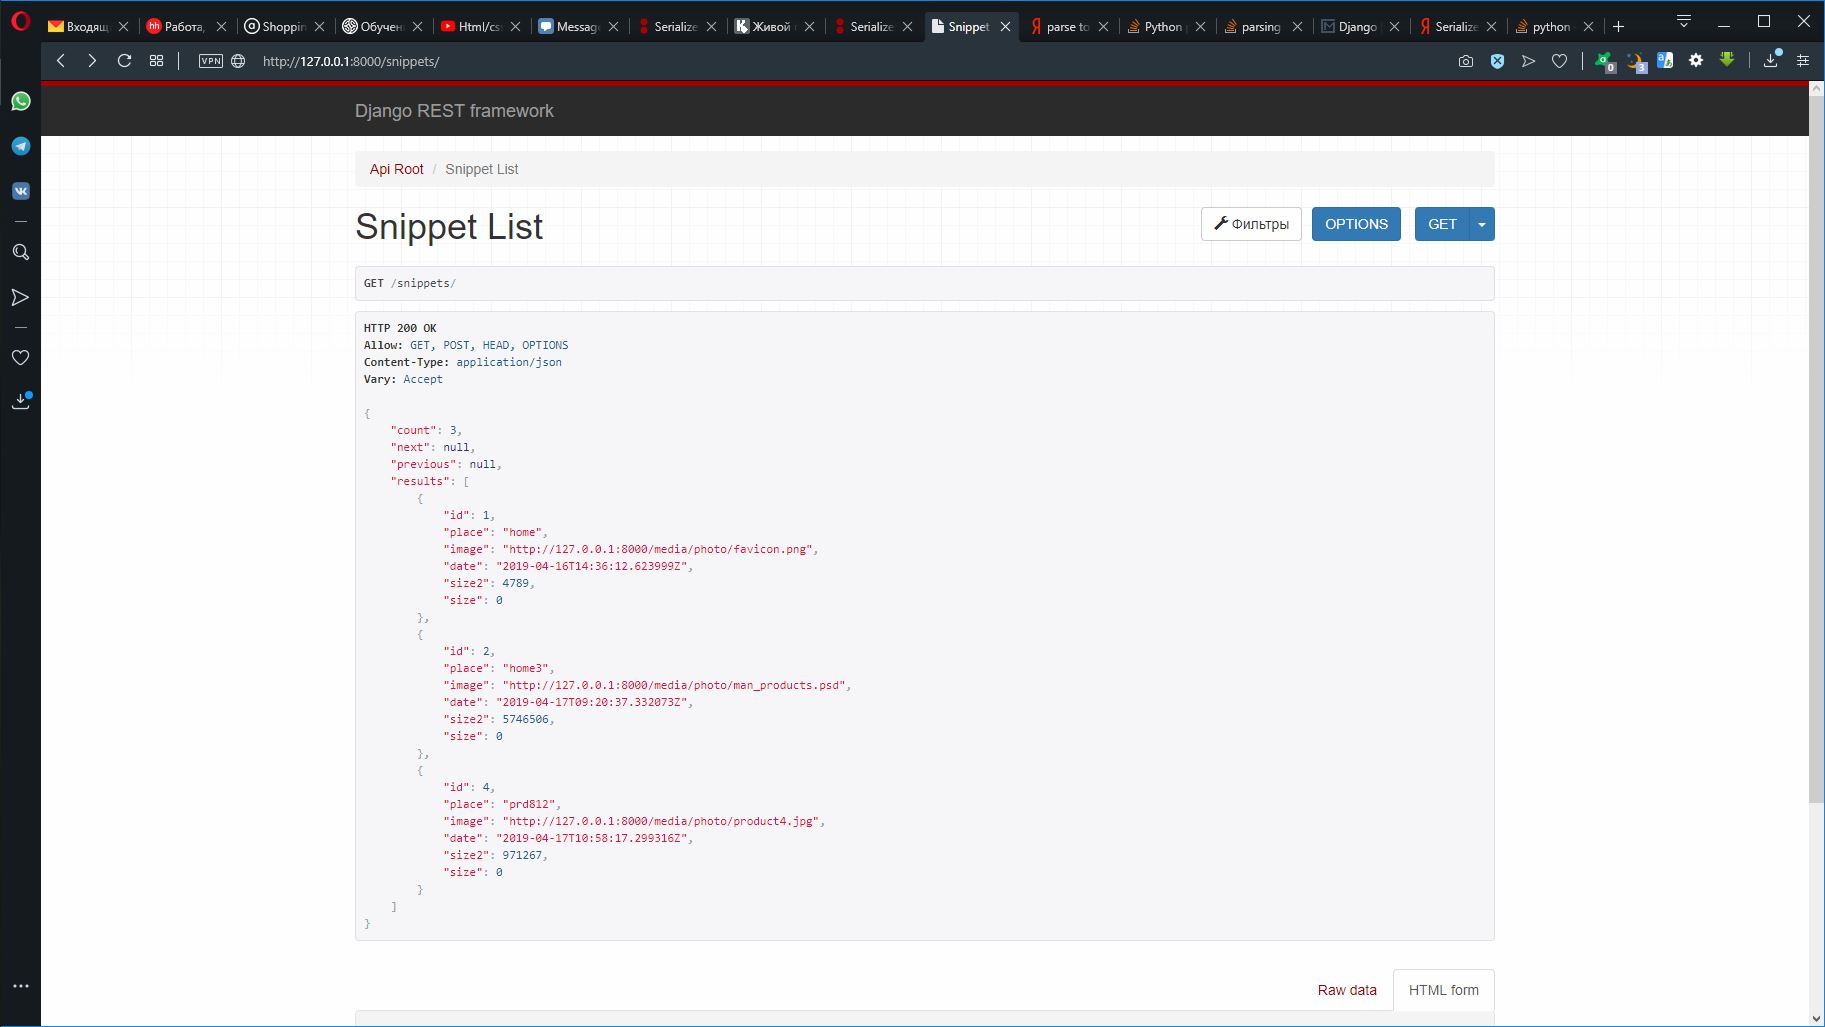 Входящ
hh Работа,
Shoppin
Обучен
Html/cs
Message
Serialize
Живой
Serialize
Snippet
Я parse to
Python
parsing
Django
Я Serialize
python
VPN http://127.0.0.1:8000/snippets/
0
3
Django REST framework
Api Root / Snippet List
Snippet List
Фильтры
OPTIONS
GET
GET /snippets/
HTTP 200 OK
Allow: GET, POST, HEAD, OPTIONS
Content-Type: application/json
Vary: Accept
{
    "count": 3,
    "next": null,
    "previous": null,
    "results": [
        {
            "id": 1,
            "place": "home",
            "image": "http://127.0.0.1:8000/media/photo/favicon.png",
            "date": "2019-04-16T14:36:12.623999Z",
            "size2": 4789,
            "size": 0
        },
        {
            "id": 2,
            "place": "home3",
            "image": "http://127.0.0.1:8000/media/photo/man_products.psd",
            "date": "2019-04-17T09:20:37.332073Z",
            "size2": 5746506,
            "size": 0
        },
        {
            "id": 4,
            "place": "prd812",
            "image": "http://127.0.0.1:8000/media/photo/product4.jpg",
            "date": "2019-04-17T10:58:17.299316Z",
            "size2": 971267,
            "size": 0
        }
    ]
}
Raw data
HTML form